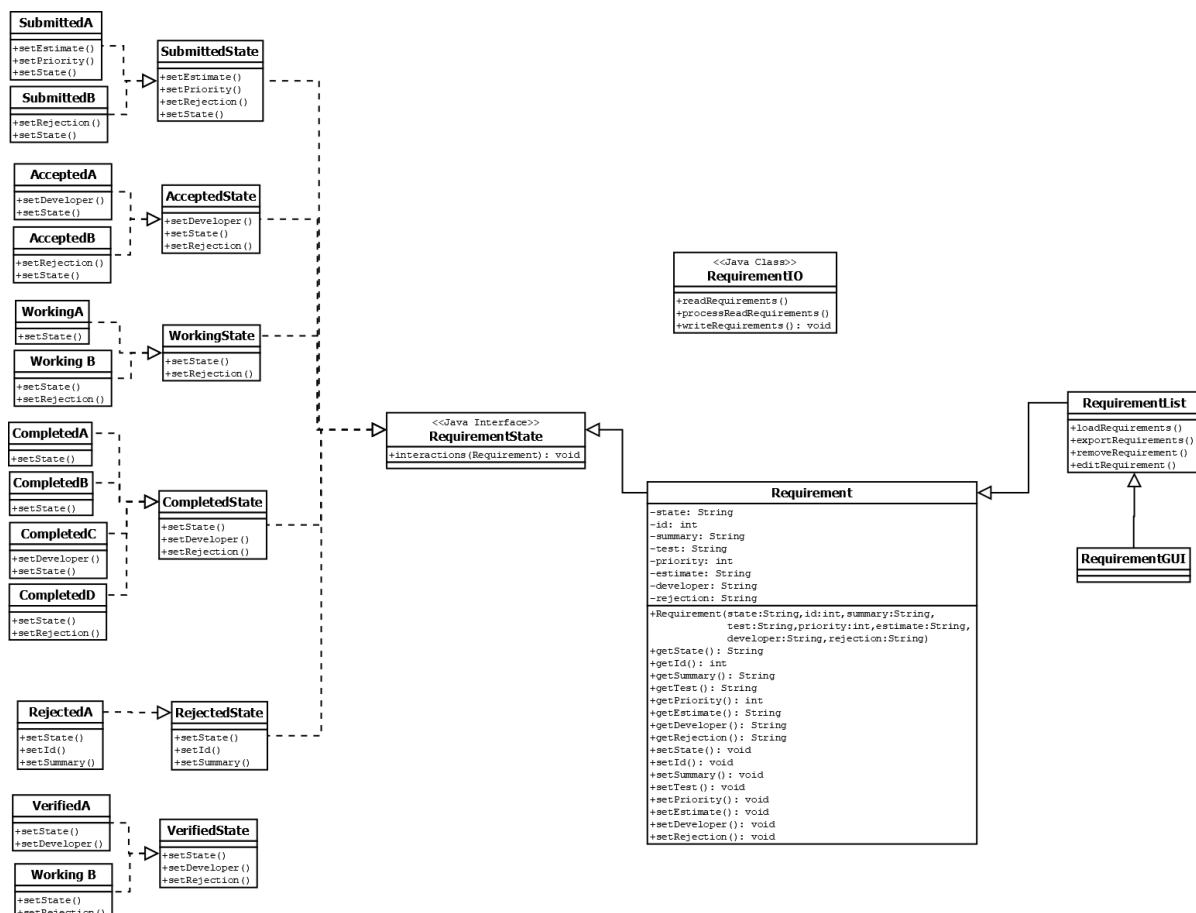 SubmittedA
+setEstimate()
+setPriority()
+setState()
SubmittedB
+setRejection()
+setState()
SubmittedState
+setEstimate()
+setPriority()
+setRejection()
+setState()
AcceptedA
+setDeveloper()
+setState()
AcceptedB
+setRejection()
+setState()
AcceptedState
+setDeveloper()
+setState()
+setRejection()
WorkingA
+setState()
Working B
+setState()
+setRejection()
WorkingState
+setState()
+setRejection()
CompletedA
+setState()
CompletedB
+setState()
CompletedC
+setDeveloper()
+setState()
CompletedD
+setState()
+setRejection()
CompletedState
+setState()
+setDeveloper()
+setRejection()
RejectedA
+setState()
+setId()
+setSummary()
RejectedState
+setState()
+setId()
+setSummary()
VerifiedA
+setState()
+setDeveloper()
Working B
+setState()
+setRejection()
VerifiedState
+setState()
+setDeveloper()
+setRejection()
<<Java Interface>>
RequirementState
+interactions(Requirement): void
<<Java Class>>
RequirementIO
+readRequirements()
+processReadRequirements()
+writeRequirements(): void
Requirement
-state: String
-id: int
-summary: String
-test: String
-priority: int
-estimate: String
-developer: String
-rejection: String
+Requirement(state:String,id:int,summary:String,
test:String,priority:int,estimate:String,
developer:String,rejection:String)
+getState(): String
+getId(): int
+getSummary(): String
+getTest(): String
+getPriority(): int
+getEstimate(): String
+getDeveloper(): String
+getRejection(): String
+setState(): void
+setId(): void
+setSummary(): void
+setTest(): void
+setPriority(): void
+setEstimate(): void
+setDeveloper(): void
+setRejection(): void
RequirementList
+loadRequirements()
+exportRequirements()
+removeRequirement()
+editRequirement()
RequirementGUI